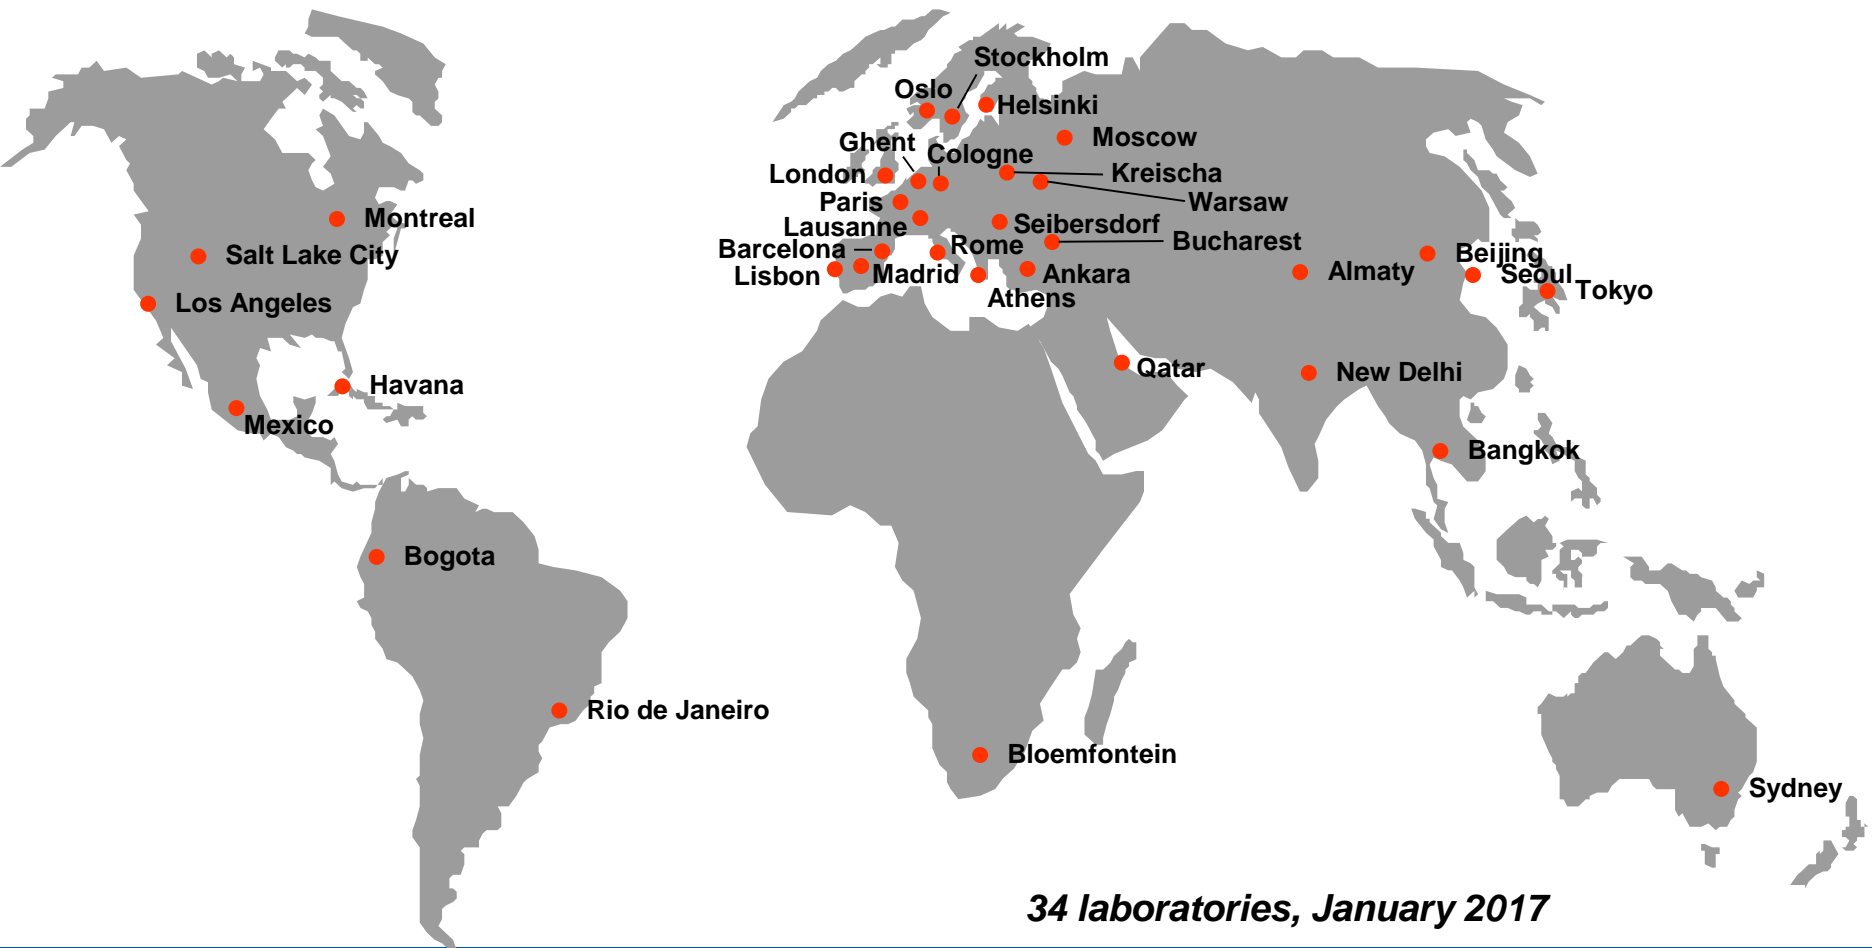 Stockholm
Oslo
Helsinki
Moscow
Ghent
Cologne
London
Kreischa
Paris
Warsaw
Montreal
Lausanne
Seibersdorf
Bucharest
Barcelona
Rome
Salt Lake City
Beijing
Lisbon
Madrid
Ankara
Almaty
Seoul
Tokyo
Athens
Los Angeles
Qatar
New Delhi
Havana
Mexico
Bangkok
Bogota
Rio de Janeiro
Bloemfontein
Sydney
34 laboratories, January 2017